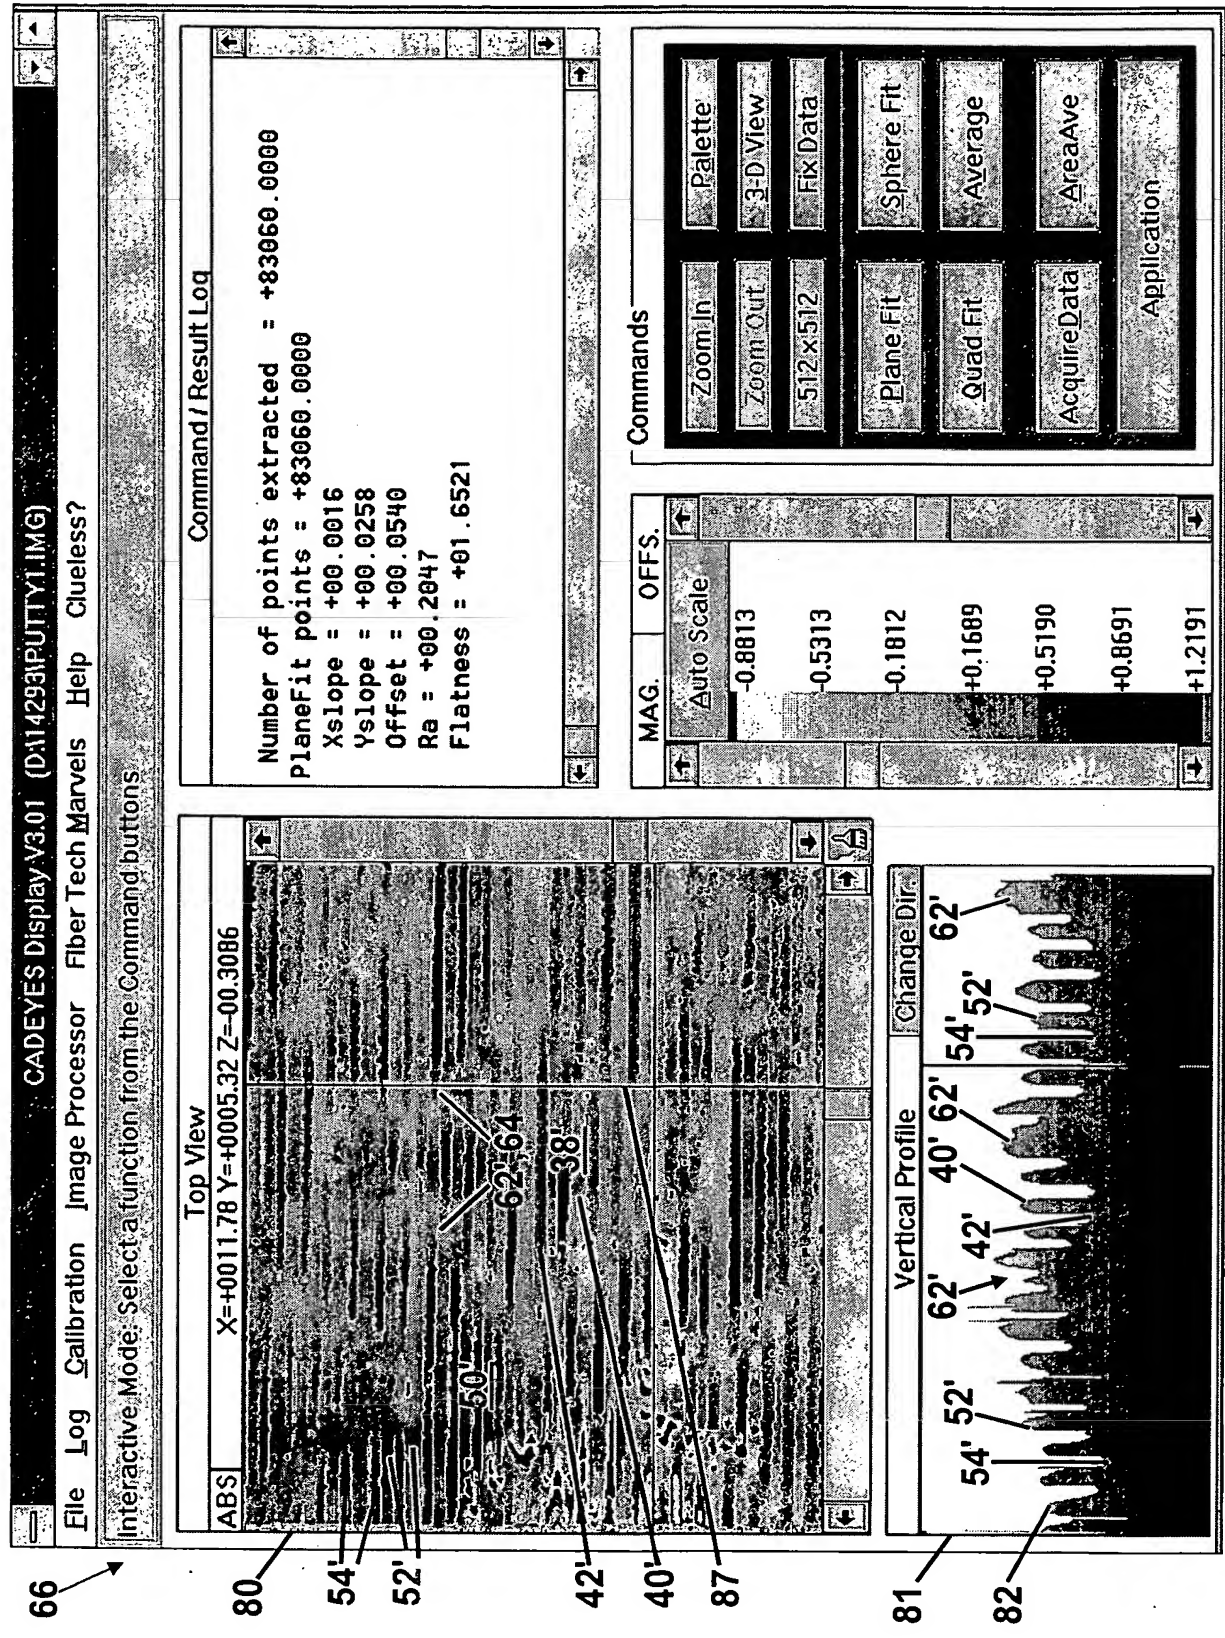 66
CADEYES Display V3.01 (D:\14293\PUTTY1.IMG)
File Log Calibration Image Processor Fiber Tech Marvels Help Clueless?
Interactive Mode: Select a function from the Command buttons
Top View
ABS X=+0011.78 Y=+0005.32 Z=-00.3086
80
54'
52'
50'
62',64
38'
42'
40'
87
Command / Result Log
Number of points extracted = +83060.0000
PlaneFit points = +83060.0000
Xslope = +00.0016
Yslope = +00.0258
Offset = +00.0540
Ra = +00.2047
Flatness = +01.6521
81
Vertical Profile Change Dir.
82
54'
52'
62'
42'
40'
62'
54'
52'
62'
MAG. OFFS.
Auto Scale
-0.8813
-0.5313
-0.1812
+0.1689
+0.5190
+0.8691
+1.2191
Commands
Zoom In Palette
Zoom Out 3-D View
512 x 512 Fix Data
Plane Fit Sphere Fit
Quad Fit Average
AcquireData AreaAve
Application